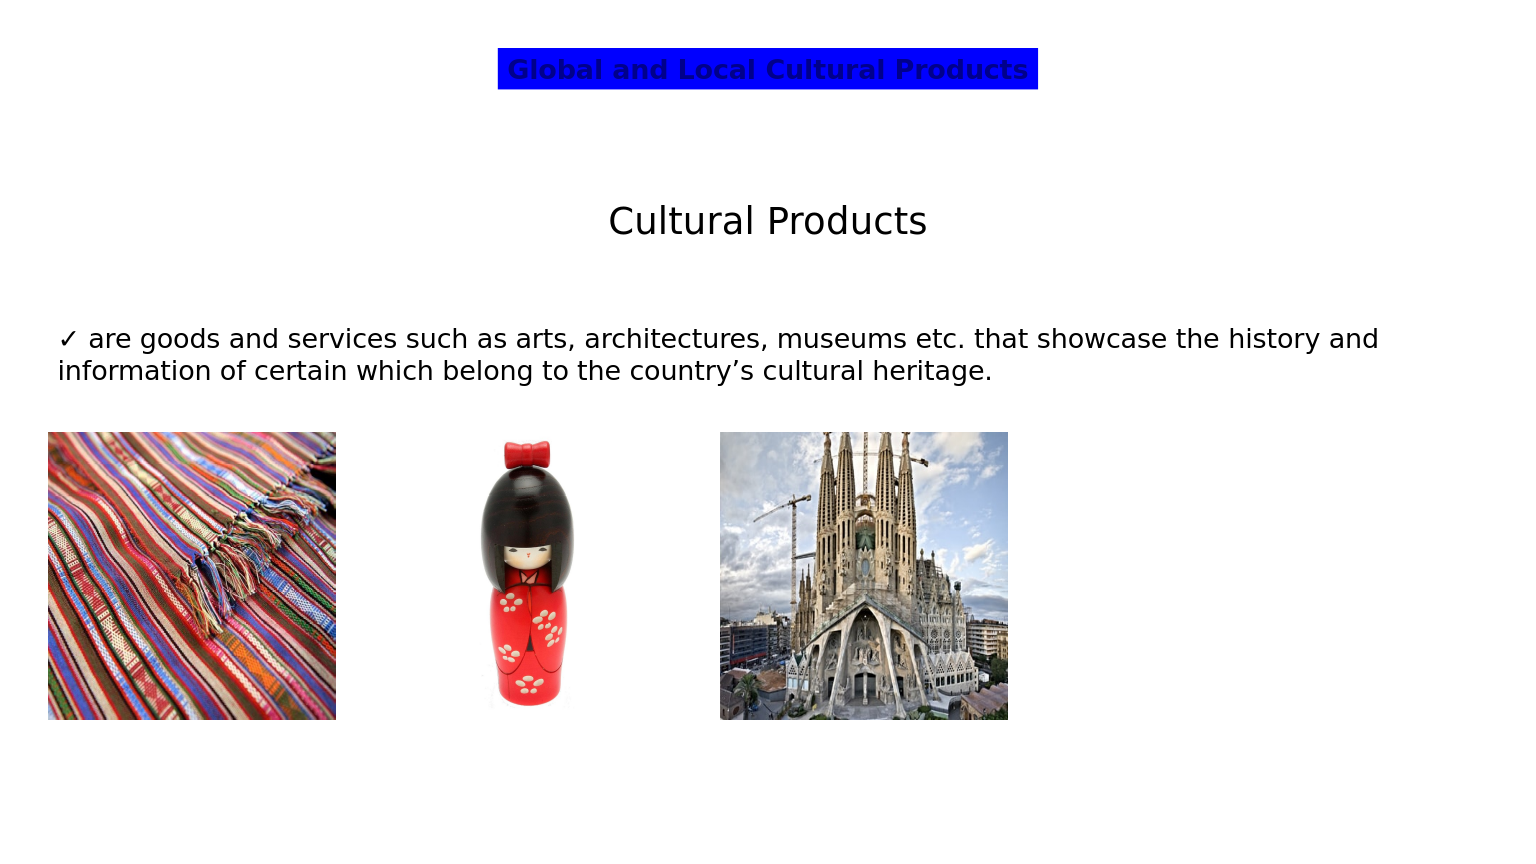 Global and Local Cultural Products
Cultural Products
✓ are goods and services such as arts, architectures, museums etc. that showcase the history and
information of certain which belong to the country’s cultural heritage.